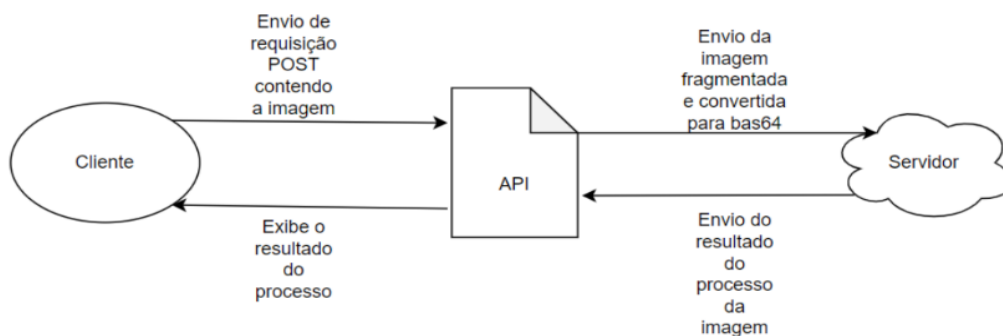 Envio de
requisição
POST
contendo
a imagem
Envio da
imagem
fragmentada
e convertida
para bas64
Cliente
API
Servidor
Exibe o
resultado
do
processo
Envio do
resultado
do
processo
da
imagem